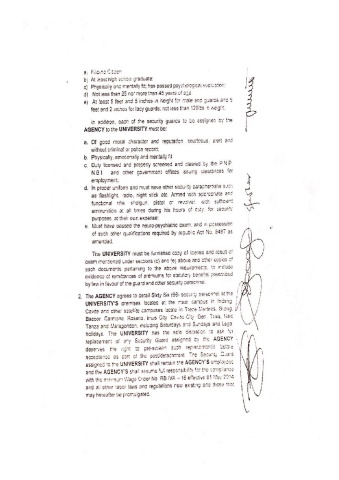 a. Filipino Citizen
b) At least high school graduate;
c) Physically and mentally fit, has passed psychological evaluation;
d) Not less than 25 nor more than 45 years of age
e) At least 5 feet and 5 inches in height for male and guards and 5
feet and 2 inches for lady guards; not less than 120lbs in weight.
In addition, each of the security guards to be assigned by the
AGENCY to the UNIVERSITY must be:
a. Of good moral character and reputation, courteous, alert and
without criminal or police record;
b. Physically, emotionally and mentally fit
c. Duly licensed and properly screened and cleared by the P.N.P.
N.B.I. and other government offices issuing clearances for
employment;
d. In proper uniform and must have other security paraphernalia such
as flashlight, radio, night stick etc. Armed with appropriate and
functional rifle, shotgun, pistol or revolver, with sufficient
ammunitions at all times during his hours of duty, for security
purposes at their own expense;
e. Must have passed the neuro-psychiatric exam, and in possession
of such other qualifications required by republic Act No. 5487 as
amended.
The UNIVERSITY must be furnished copy of licenses and result of
exam mentioned under sections (c) and (e) above and other copies of
such documents pertaining to the above requirements, to include
evidence of remittances of premiums for statutory benefits prescribed
by law in favour of the guard and other security personnel.
2. The AGENCY agrees to detail Sixty Six (66) security personnel at the
UNIVERSITY'S premises located at the main campus in Indang,
Cavite and other satellite campuses located in Trece Martires, Silang,
Bacoor, Carmona, Rosario, Imus City, Cavite City, Gen. Trias, Naic,
Tanza and Maragondon, including Saturdays and Sundays and Legal
holidays. The UNIVERSITY has the sole discretion to ask for
replacement of any Security Guard assigned by the AGENCY
deserves the right to pre-exam such replacements before
acceptance as part of the post/detachment. The Security Guard
assigned to the UNIVERSITY shall remain the AGENCY'S employees
and the AGENCY'S shall assume full responsibility for the compliance
with the minimum Wage Order No. RB IVA – 16 effective 01 May 2014
and all other labor laws and regulations now existing and those that
may hereafter be promulgated.